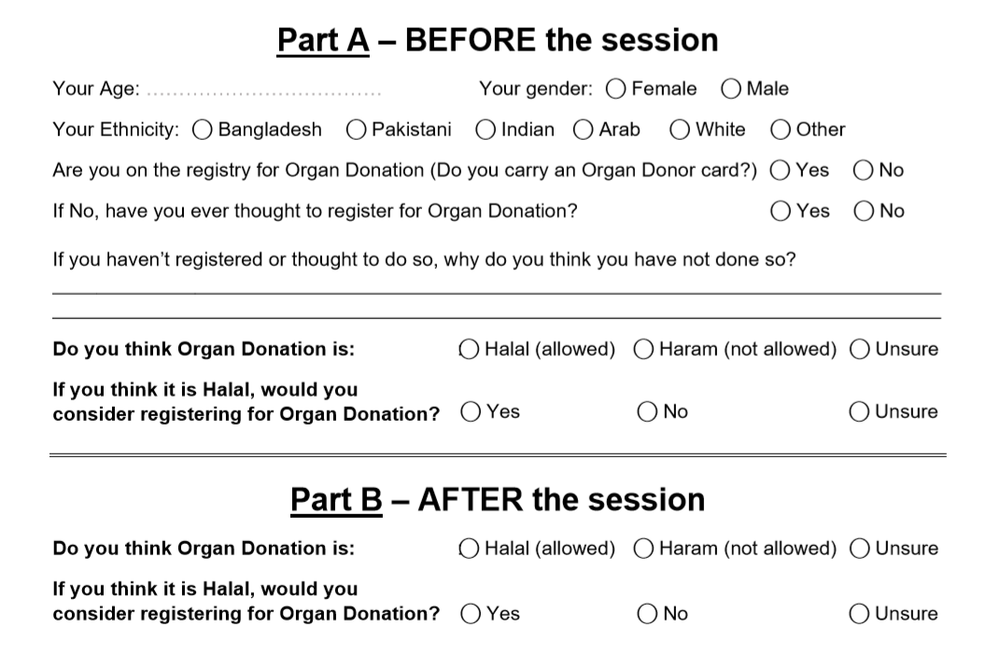 Part A – BEFORE the session
Your Age: .................................... Your gender: Female Male
Your Ethnicity: Bangladesh Pakistani Indian Arab White Other
Are you on the registry for Organ Donation (Do you carry an Organ Donor card?) Yes No
If No, have you ever thought to register for Organ Donation? Yes No
If you haven’t registered or thought to do so, why do you think you have not done so?
Do you think Organ Donation is: Halal (allowed) Haram (not allowed) Unsure
If you think it is Halal, would you
consider registering for Organ Donation? Yes No Unsure
Part B – AFTER the session
Do you think Organ Donation is: Halal (allowed) Haram (not allowed) Unsure
If you think it is Halal, would you
consider registering for Organ Donation? Yes No Unsure